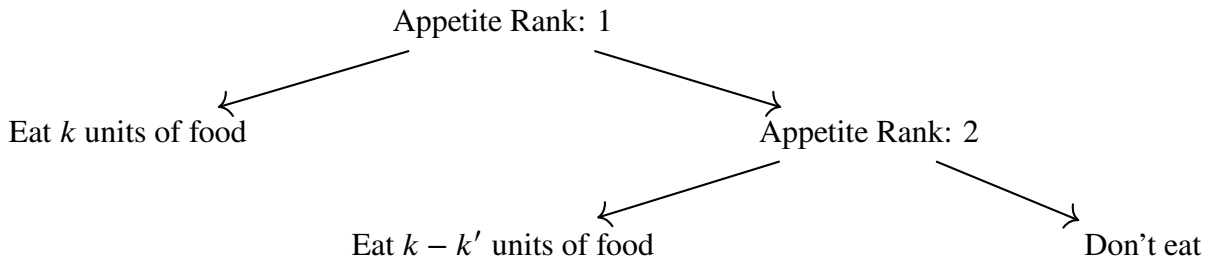 Appetite Rank: 1
Eat k units of food
Appetite Rank: 2
Eat k − k′ units of food
Don't eat